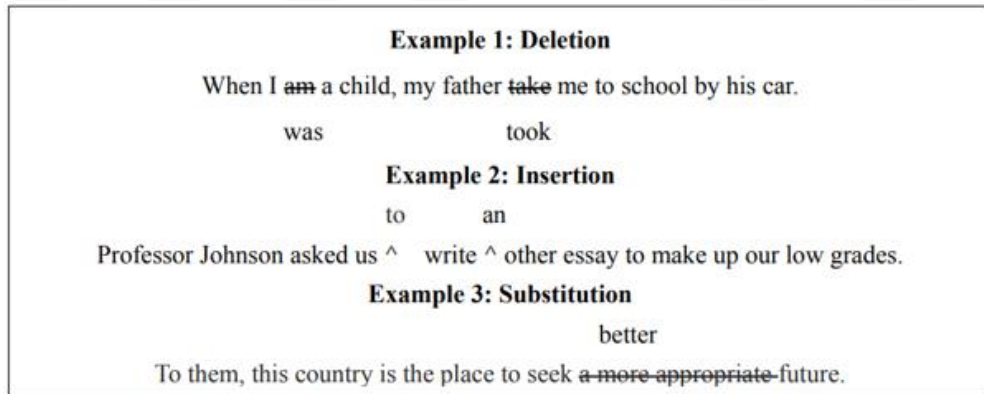 Example 1: Deletion
When I am a child, my father take me to school by his car.
was took
Example 2: Insertion
to an
Professor Johnson asked us ^ write ^ other essay to make up our low grades.
Example 3: Substitution
better
To them, this country is the place to seek a more appropriate future.